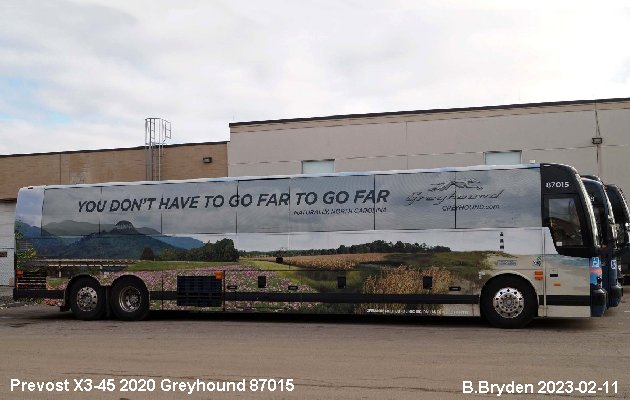 87015
YOU DON'T HAVE TO GO FAR TO GO FAR
NATURALLY, NORTH CAROLINA
Greyhound
GREYHOUND.com
Prevost X3-45 2020 Greyhound 87015
B.Bryden 2023-02-11